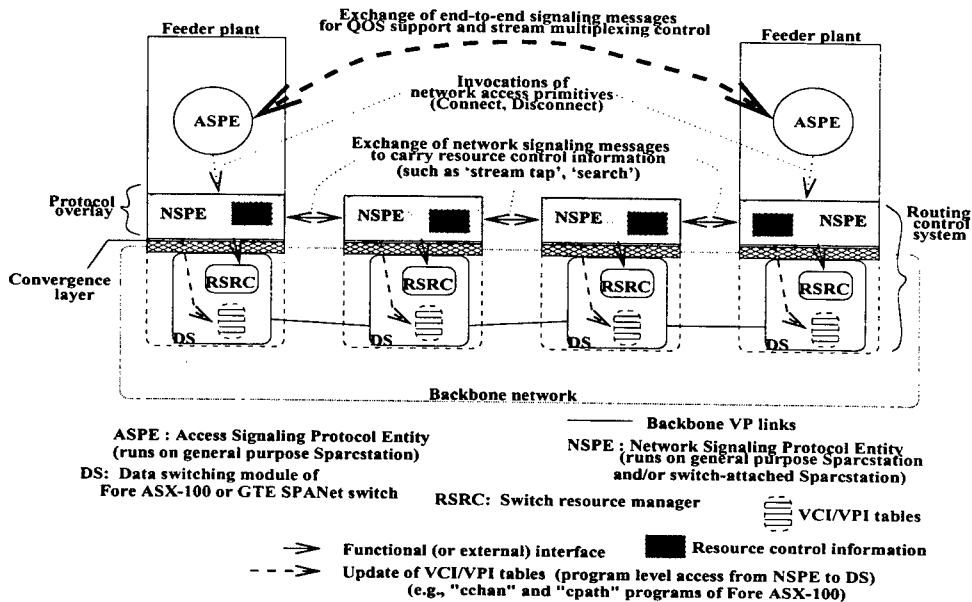 Exchange of end-to-end signaling messages
for QOS support and stream multiplexing control
Feeder plant
Feeder plant
Invocations of
network access primitives
(Connect, Disconnect)
ASPE
ASPE
Exchange of network signaling messages
to carry resource control information
(such as ‘stream tap’, ‘search’)
Protocol
overlay
NSPE
NSPE
NSPE
NSPE
Routing
control
system
Convergence
layer
RSRC
RSRC
RSRC
RSRC
DS
DS
DS
DS
Backbone network
Backbone VP links
ASPE : Access Signaling Protocol Entity
(runs on general purpose Sparcstation)
NSPE : Network Signaling Protocol Entity
(runs on general purpose Sparcstation
and/or switch-attached Sparcstation)
DS: Data switching module of
Fore ASX-100 or GTE SPANet switch
RSRC: Switch resource manager
VCI/VPI tables
Functional (or external) interface
Resource control information
Update of VCI/VPI tables (program level access from NSPE to DS)
(e.g., "cchan" and "cpath" programs of Fore ASX-100)